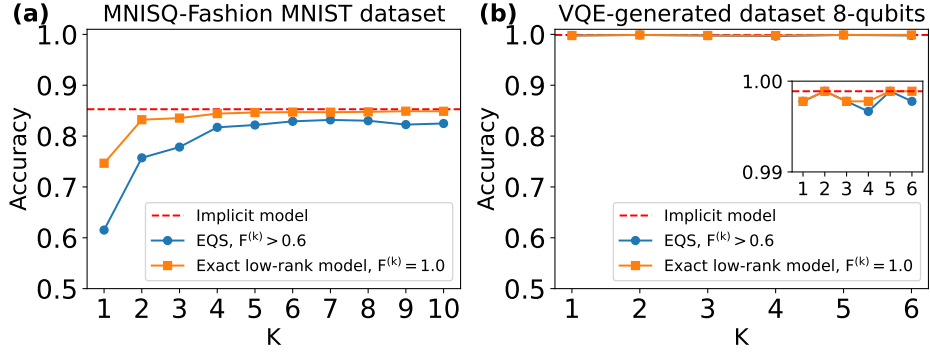 (a)
MNISQ-Fashion MNIST dataset
1.0
0.9
0.8
0.7
0.6
0.5
Accuracy
Implicit model
EQS, F^(k) > 0.6
Exact low-rank model, F^(k) = 1.0
1 2 3 4 5 6 7 8 9 10
K
(b)
VQE-generated dataset 8-qubits
1.0
0.9
0.8
0.7
0.6
0.5
Accuracy
1.00
0.99
1 2 3 4 5 6
Implicit model
EQS, F^(k) > 0.6
Exact low-rank model, F^(k) = 1.0
1 2 3 4 5 6
K